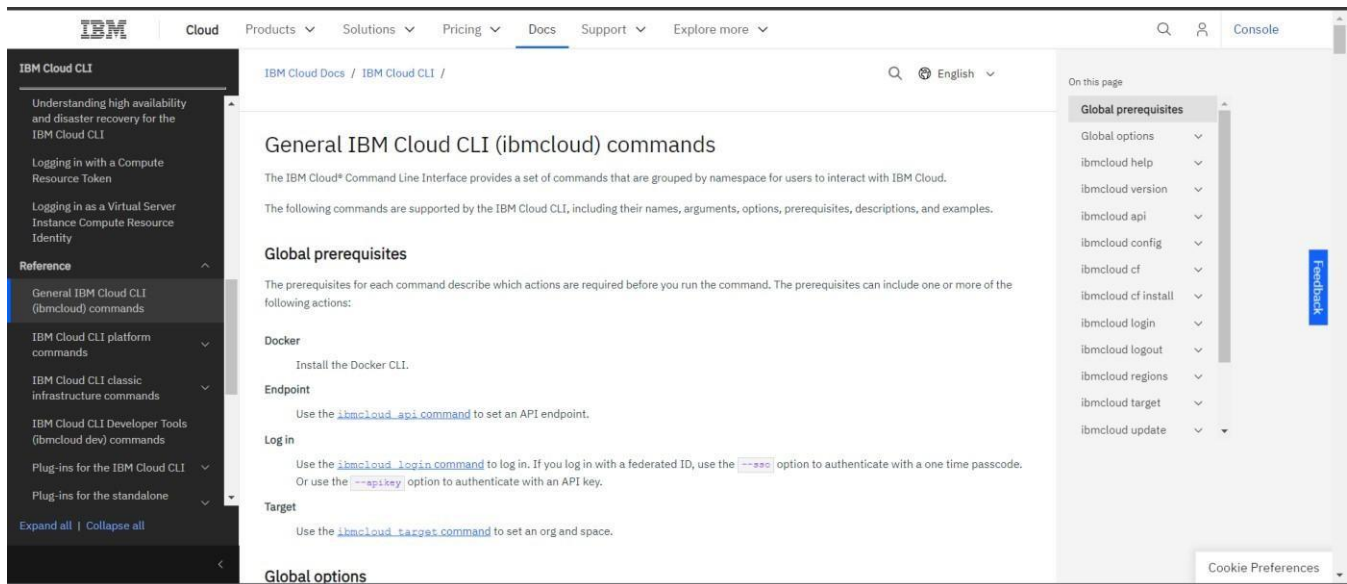 IBM Cloud Products Solutions Pricing Docs Support Explore more Console
IBM Cloud CLI
Understanding high availability
and disaster recovery for the
IBM Cloud CLI
Logging in with a Compute
Resource Token
Logging in as a Virtual Server
Instance Compute Resource
Identity
Reference
General IBM Cloud CLI
(ibmcloud) commands
IBM Cloud CLI platform
commands
IBM Cloud CLI classic
infrastructure commands
IBM Cloud CLI Developer Tools
(ibmcloud dev) commands
Plug-ins for the IBM Cloud CLI
Plug-ins for the standalone
Expand all | Collapse all
IBM Cloud Docs / IBM Cloud CLI /
English
General IBM Cloud CLI (ibmcloud) commands
The IBM Cloud® Command Line Interface provides a set of commands that are grouped by namespace for users to interact with IBM Cloud.
The following commands are supported by the IBM Cloud CLI, including their names, arguments, options, prerequisites, descriptions, and examples.
Global prerequisites
The prerequisites for each command describe which actions are required before you run the command. The prerequisites can include one or more of the
following actions:
Docker
Install the Docker CLI.
Endpoint
Use the ibmcloud api command to set an API endpoint.
Log in
Use the ibmcloud login command to log in. If you log in with a federated ID, use the --sso option to authenticate with a one time passcode.
Or use the --apikey option to authenticate with an API key.
Target
Use the ibmcloud target command to set an org and space.
Global options
On this page
Global prerequisites
Global options
ibmcloud help
ibmcloud version
ibmcloud api
ibmcloud config
ibmcloud cf
ibmcloud cf install
ibmcloud login
ibmcloud logout
ibmcloud regions
ibmcloud target
ibmcloud update
Feedback
Cookie Preferences